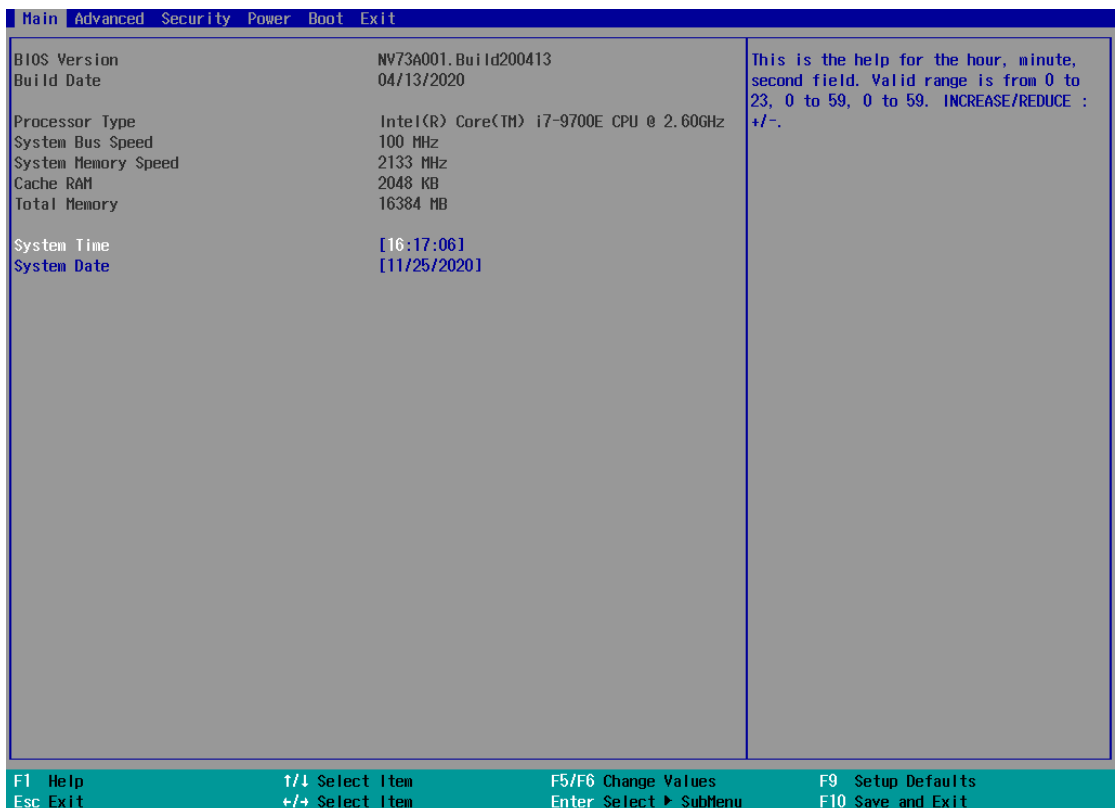 Main Advanced Security Power Boot Exit
BIOS Version NV73A001.Build200413
Build Date 04/13/2020
Processor Type Intel(R) Core(TM) i7-9700E CPU @ 2.60GHz
System Bus Speed 100 MHz
System Memory Speed 2133 MHz
Cache RAM 2048 KB
Total Memory 16384 MB
System Time [16:17:06]
System Date [11/25/2020]
This is the help for the hour, minute,
second field. Valid range is from 0 to
23, 0 to 59, 0 to 59. INCREASE/REDUCE :
+/-.
F1 Help ↑/↓ Select Item F5/F6 Change Values F9 Setup Defaults
Esc Exit ←/→ Select Item Enter Select ▶ SubMenu F10 Save and Exit